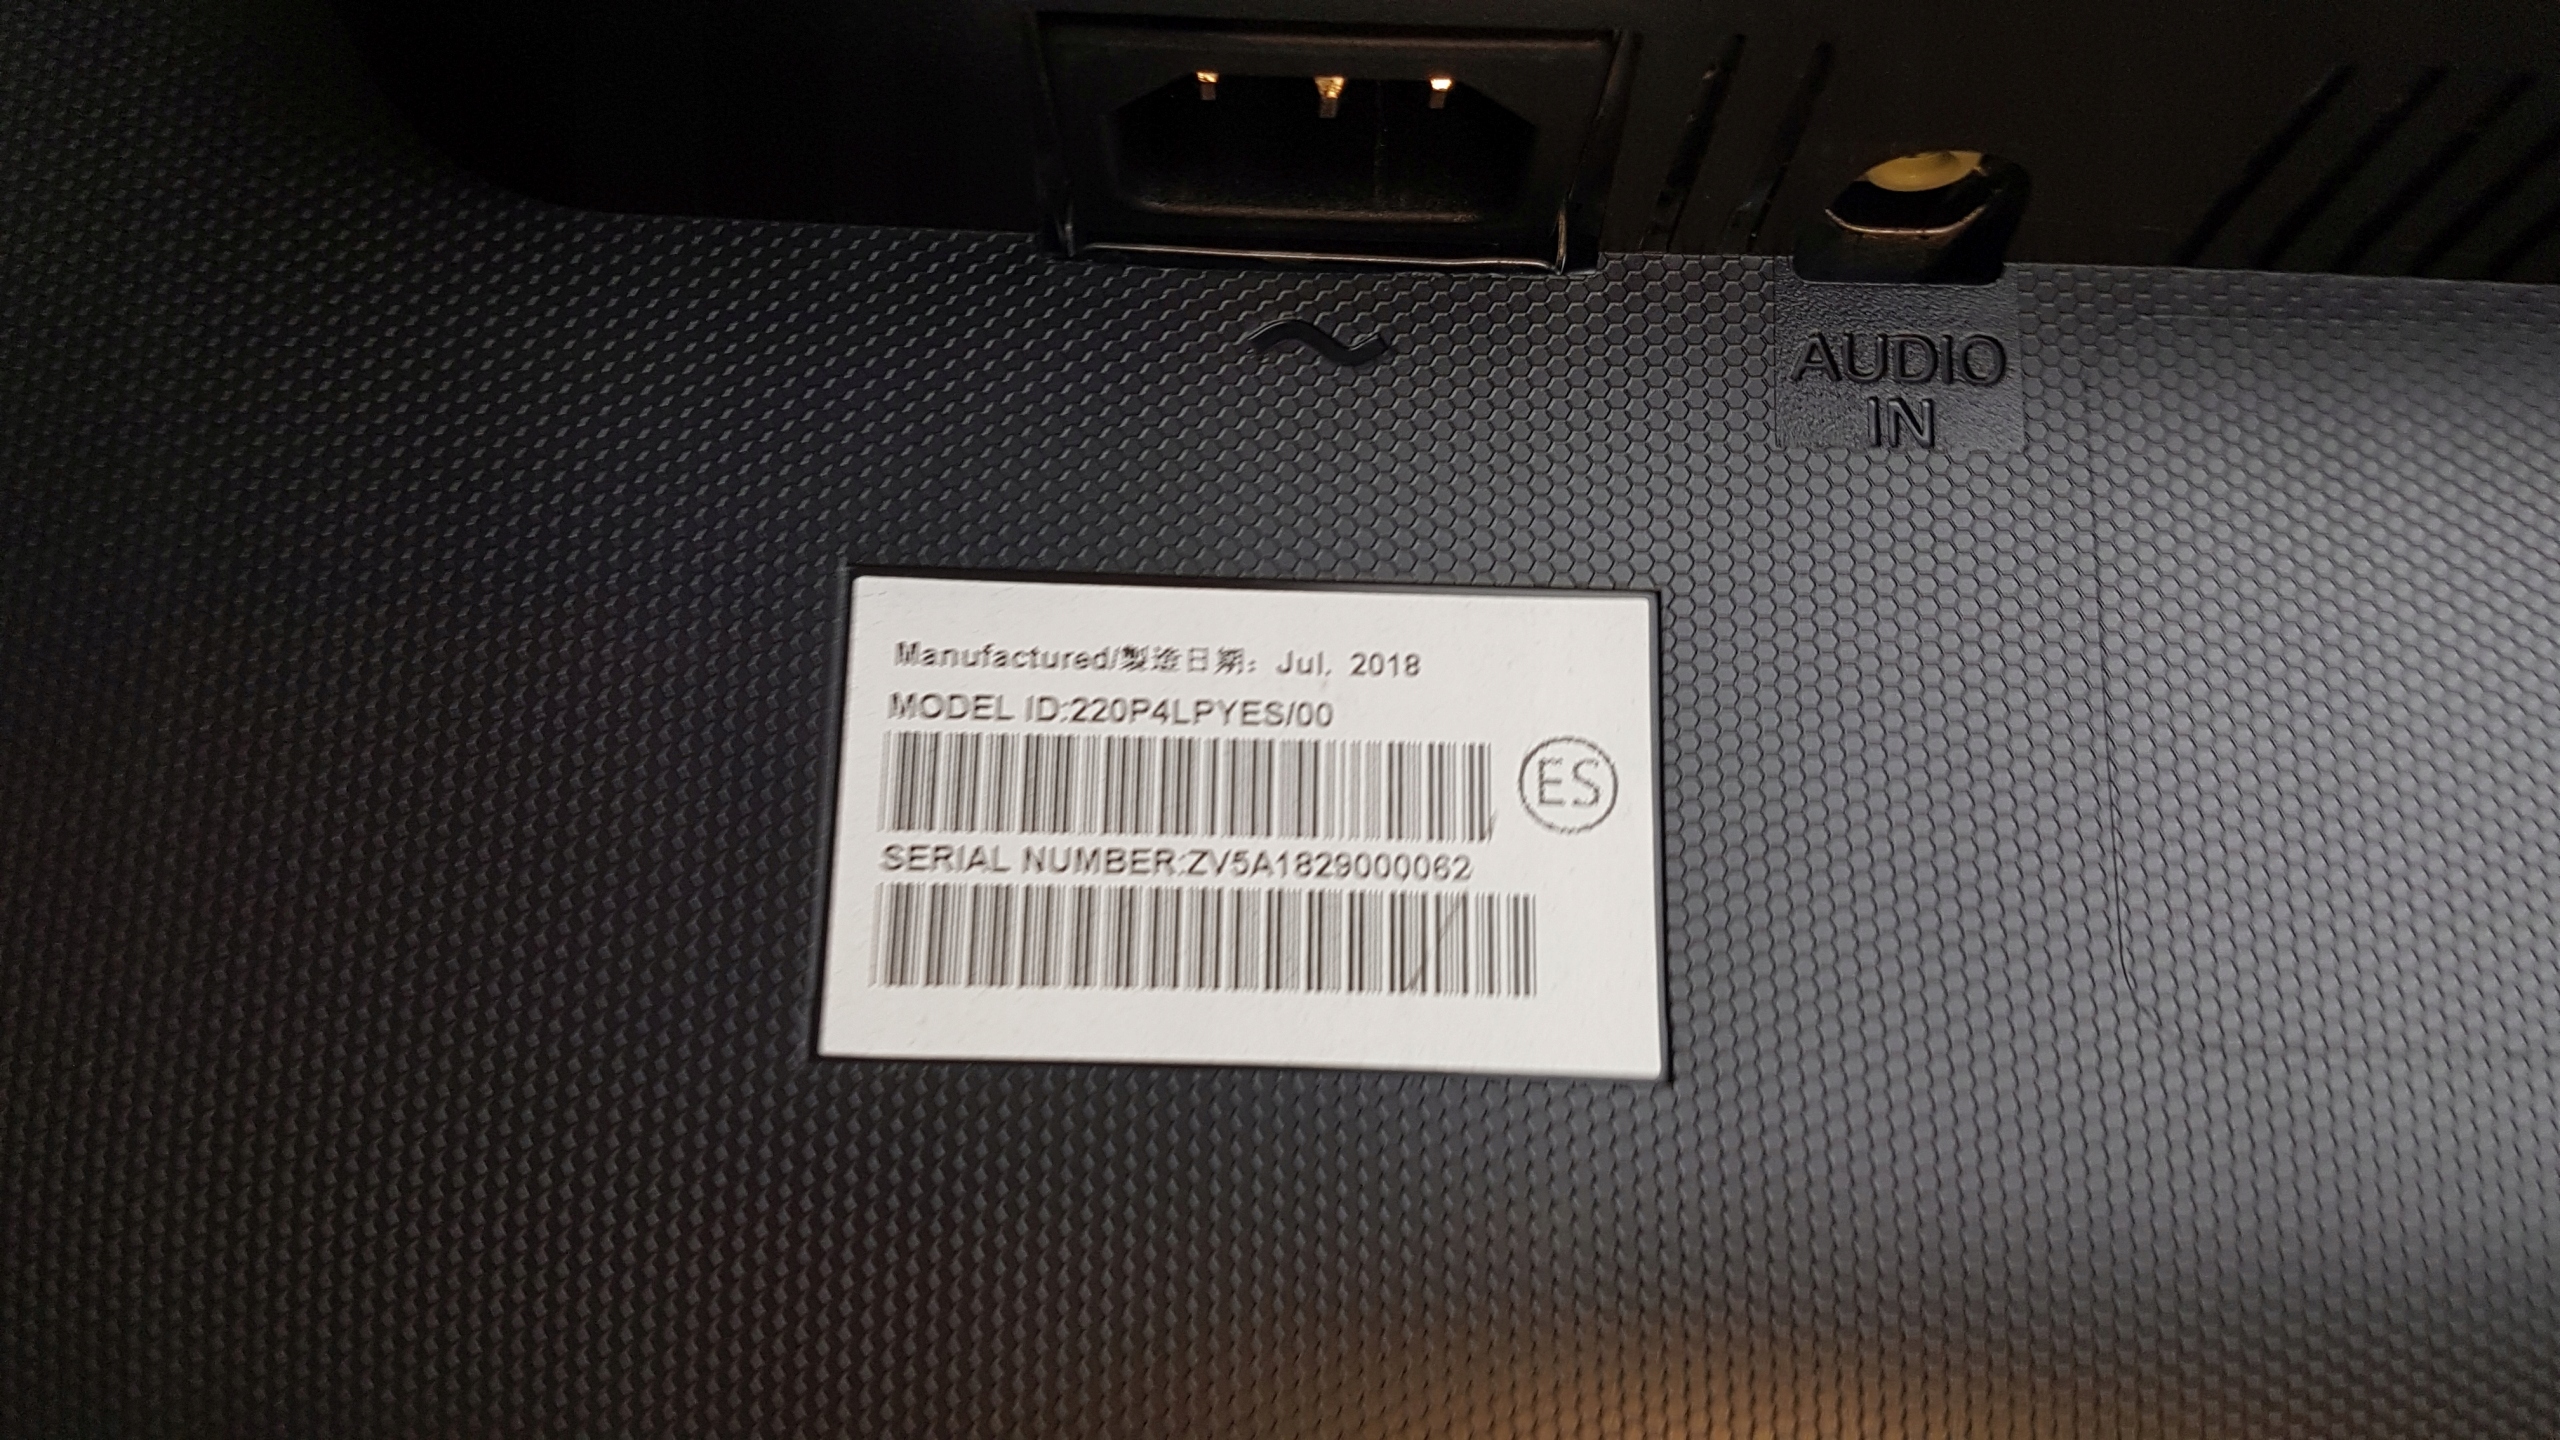 AUDIO
IN
Manufactured/製造日期: Jul, 2018
MODEL ID:220P4LPYES/00
ES
SERIAL NUMBER:ZV5A1829000062